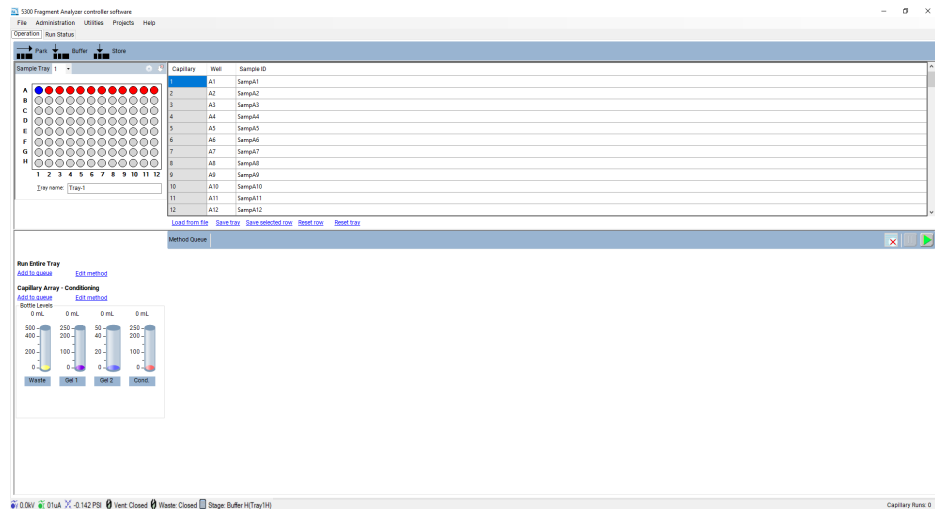 5300 Fragment Analyzer controller software
File Administration Utilities Projects Help
Operation Run Status
Park Buffer Store
Sample Tray 1
Capillary Well Sample ID
1 A1 SampA1
2 A2 SampA2
3 A3 SampA3
4 A4 SampA4
5 A5 SampA5
6 A6 SampA6
7 A7 SampA7
8 A8 SampA8
9 A9 SampA9
10 A10 SampA10
11 A11 SampA11
12 A12 SampA12
A
B
C
D
E
F
G
H
1 2 3 4 5 6 7 8 9 10 11 12
Tray name: Tray-1
Load from file Save tray Save selected row Reset row Reset tray
Method Queue
Run Entire Tray
Add to queue Edit method
Capillary Array - Conditioning
Add to queue Edit method
Bottle Levels
0 mL 0 mL 0 mL 0 mL
500 250 50 250
400 200 40 200
200 100 20 100
0 0 0 0
Waste Gel 1 Gel 2 Cond.
0.0kV 01uA -0.142 PSI Vent: Closed Waste: Closed Stage: Buffer H(Tray1H) Capillary Runs: 0